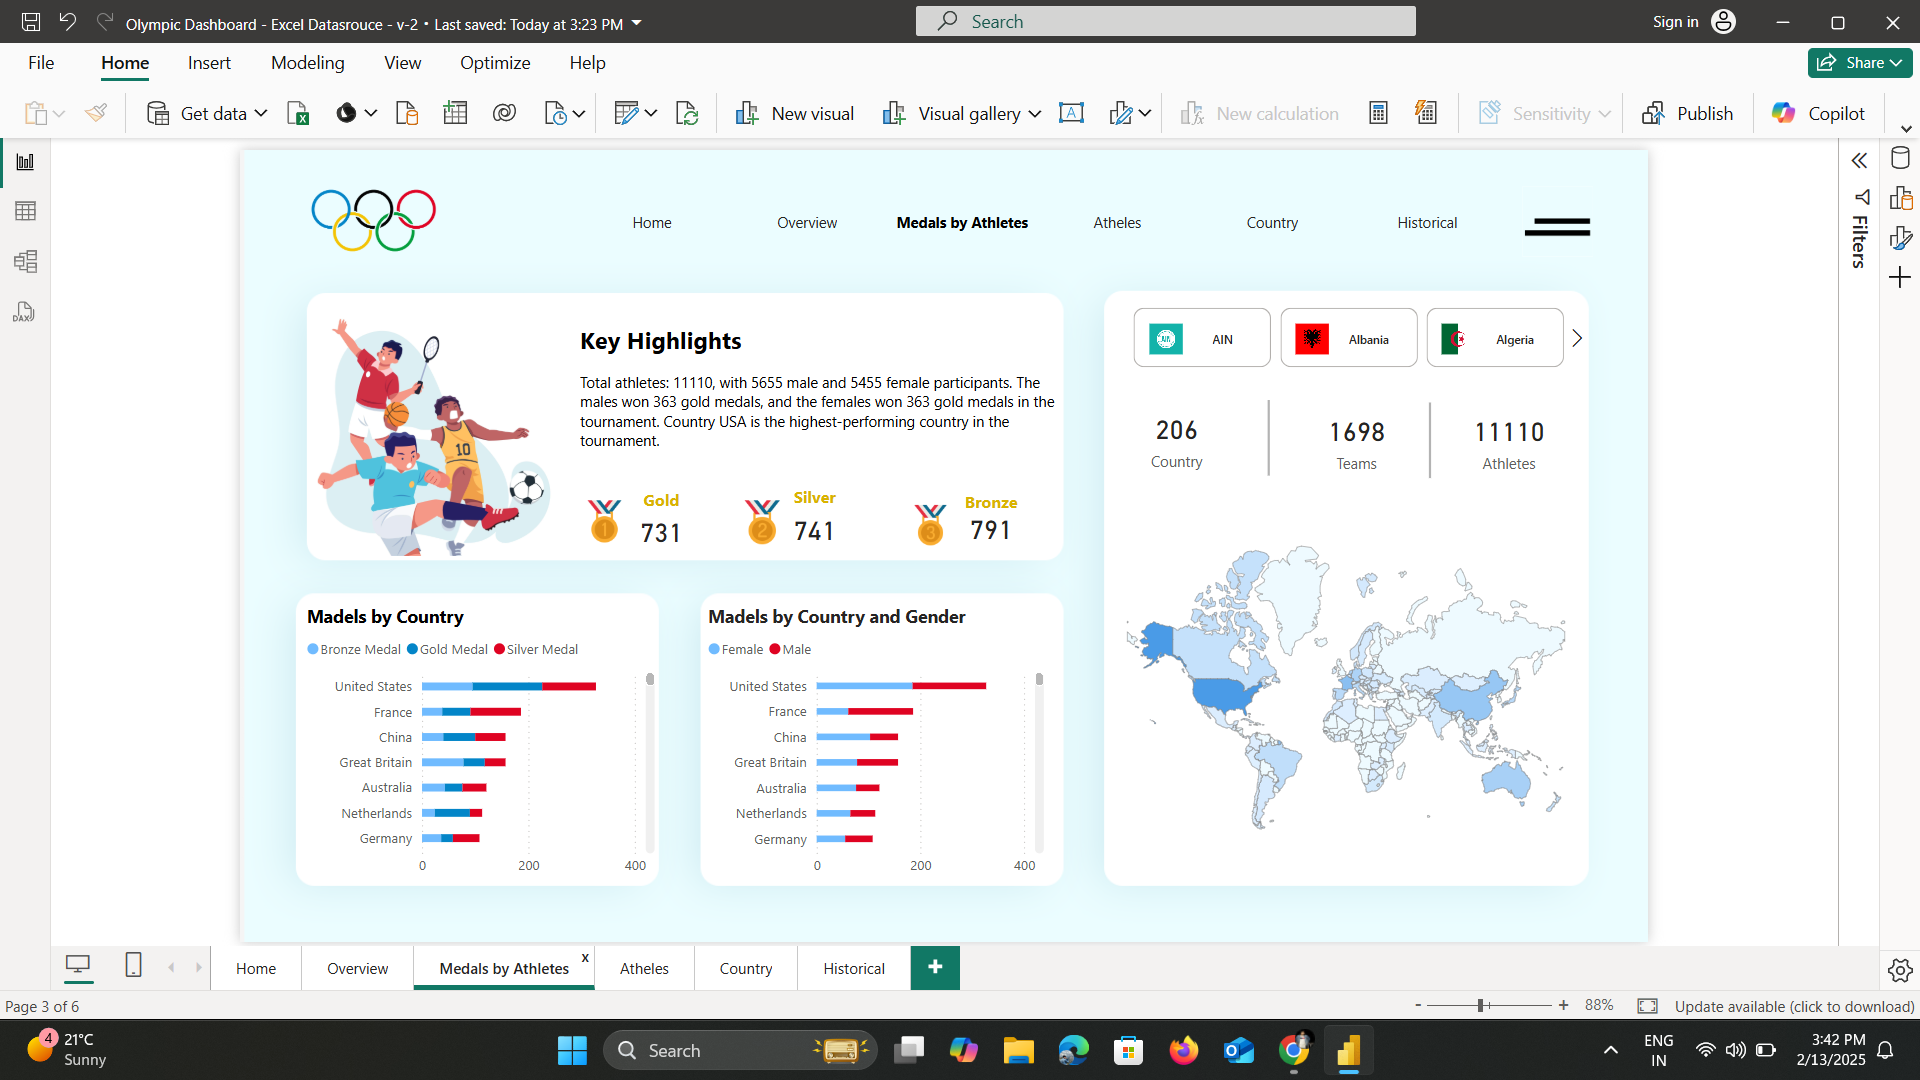 Olympic Dashboard - Excel Datasrouce - v-2 • Last saved: Today at 3:23 PM
Search
Sign in
File
Home
Insert
Modeling
View
Optimize
Help
Share
Get data
New visual
Visual gallery
New calculation
Sensitivity
Publish
Copilot
DAX
Home
Overview
Medals by Athletes
Atheles
Country
Historical
Filters
Key Highlights
Total athletes: 11110, with 5655 male and 5455 female participants. The
males won 363 gold medals, and the females won 363 gold medals in the
tournament. Country USA is the highest-performing country in the
tournament.
10
1
Gold
731
2
Silver
741
3
Bronze
791
AIN
AIN
Albania
Algeria
206
Country
1698
Teams
11110
Athletes
Madels by Country
Bronze Medal
Gold Medal
Silver Medal
United States
France
China
Great Britain
Australia
Netherlands
Germany
0
200
400
Madels by Country and Gender
Female
Male
United States
France
China
Great Britain
Australia
Netherlands
Germany
0
200
400
Home
Overview
Medals by Athletes
x
Atheles
Country
Historical
+
Page 3 of 6
- + 88%
Update available (click to download)
4
21°C
Sunny
Search
ENG
IN
3:42 PM
2/13/2025